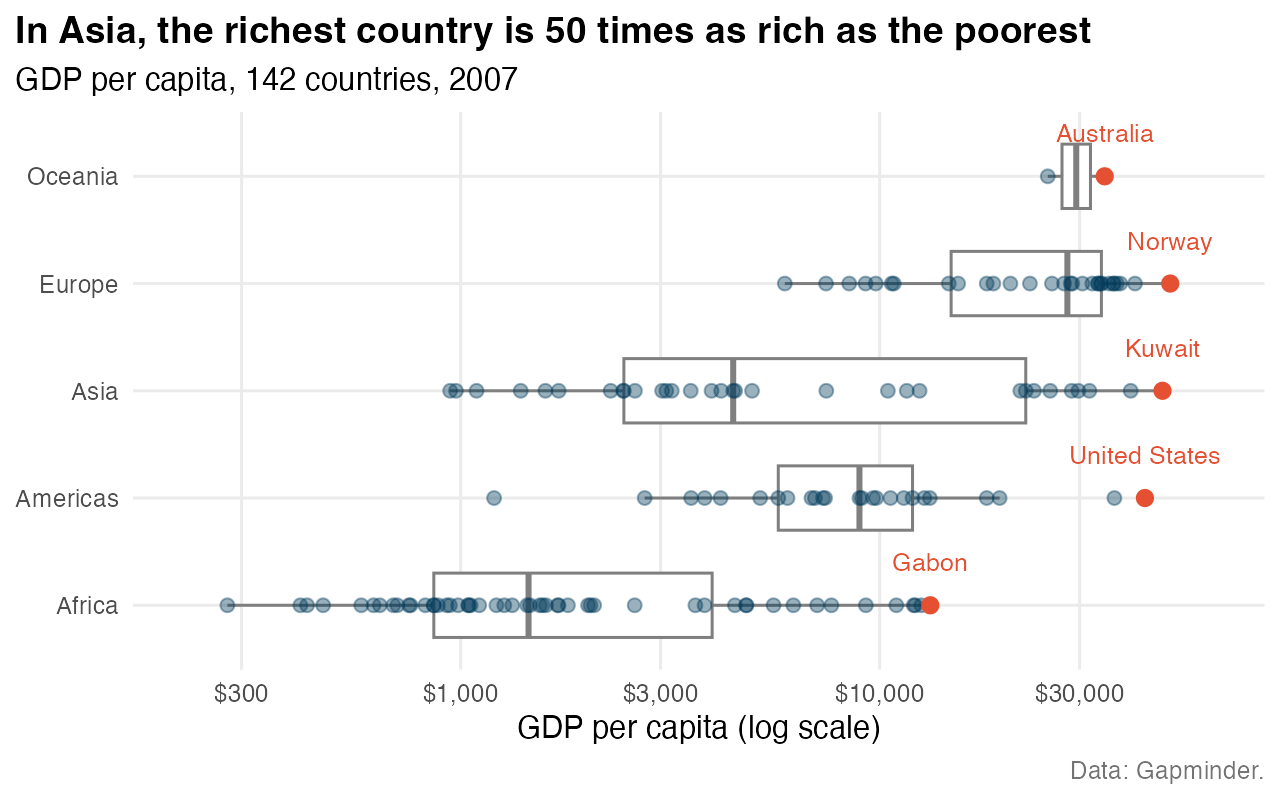 In Asia, the richest country is 50 times as rich as the poorest
GDP per capita, 142 countries, 2007
Australia
Oceania
Norway
Europe
Kuwait
Asia
United States
Americas
Gabon
Africa
$300 $1,000 $3,000 $10,000 $30,000
GDP per capita (log scale)
Data: Gapminder.